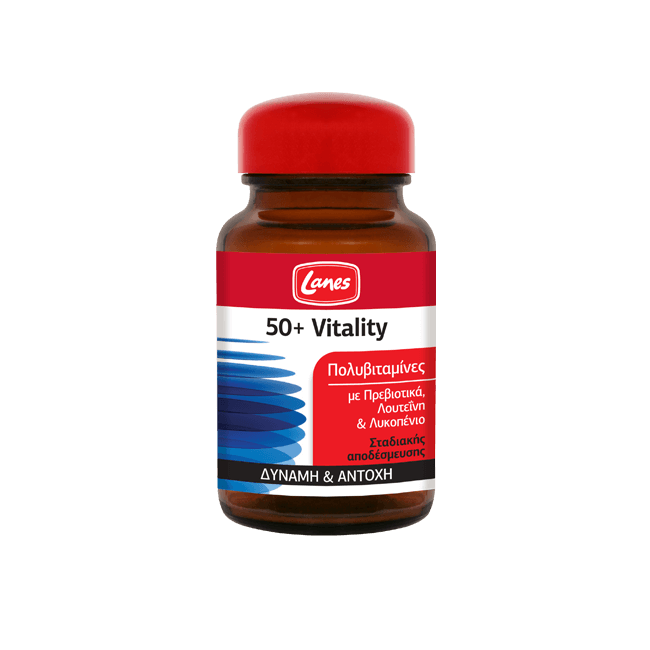 Lanes
50+ Vitality
Πολυβιταμίνες
με Πρεβιοτικά,
Λουτεΐνη
& Λυκοπένιο
Σταδιακής
αποδέσμευσης
ΔΥΝΑΜΗ & ΑΝΤΟΧΗ